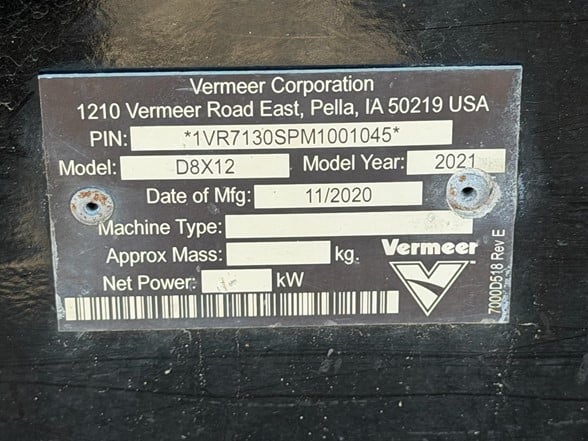 Vermeer Corporation
1210 Vermeer Road East, Pella, IA 50219 USA
PIN: *1VR7130SPM1001045*
Model: D8X12 Model Year: 2021
Date of Mfg: 11/2020
Machine Type:
Approx Mass: kg.
Net Power: kW
Vermeer
7000D518 Rev E